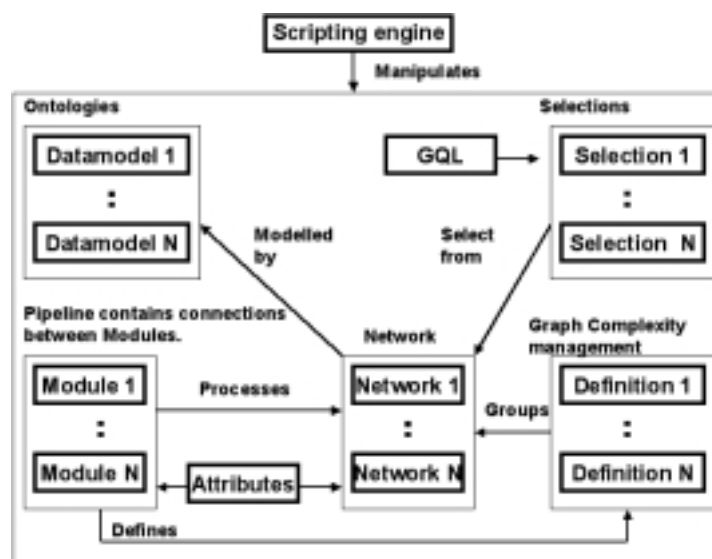 Scripting engine
Manipulates
Ontologies
Selections
Datamodel 1
:
Datamodel N
GQL
Selection 1
:
Selection N
Modelled
by
Select
from
Pipeline contains connections
between Modules.
Network
Graph Complexity
management
Module 1
:
Module N
Processes
Network 1
:
Network N
Groups
Definition 1
:
Definition N
Attributes
Defines